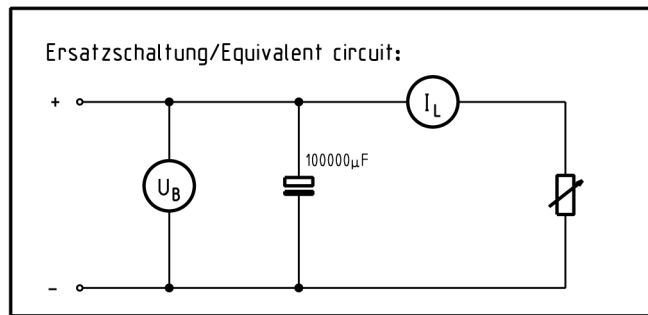 Ersatzschaltung/Equivalent circuit:
+
I_L
100000µF
U_B
-